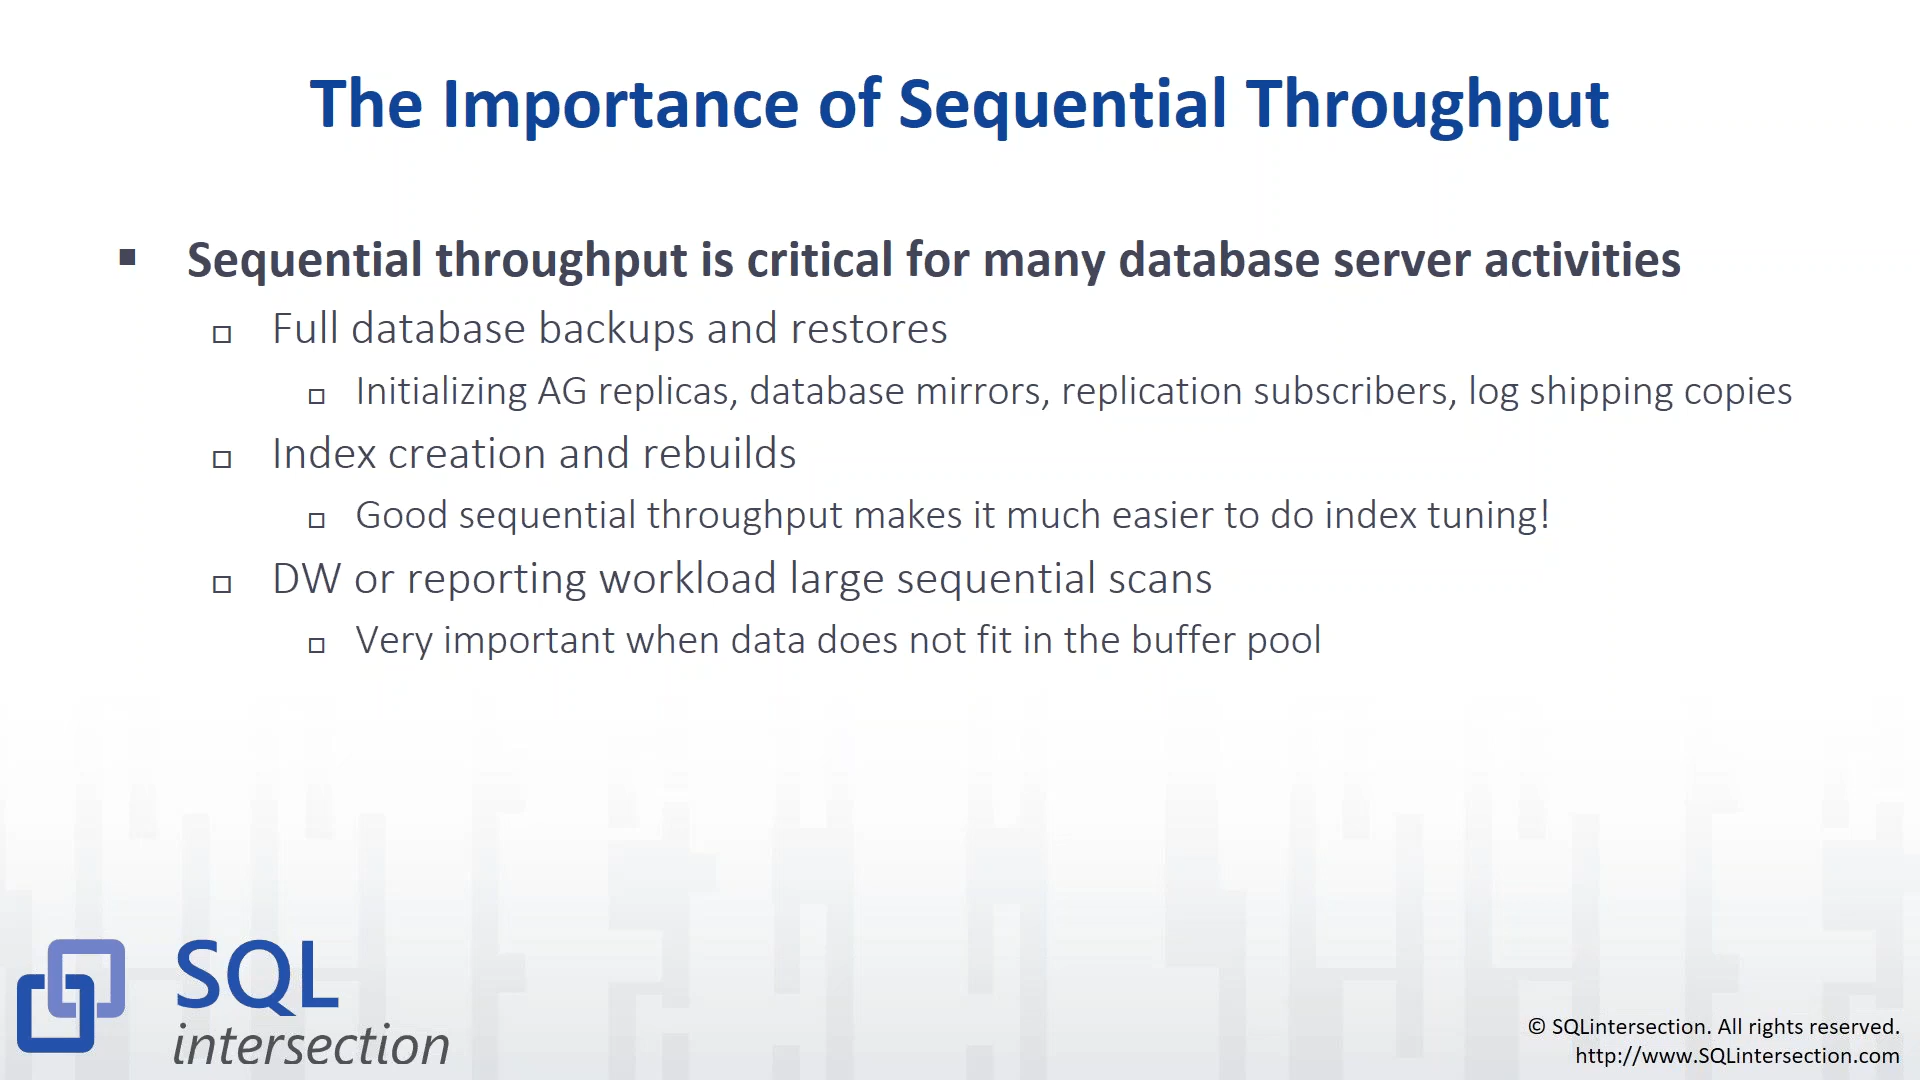 The Importance of Sequential Throughput
Sequential throughput is critical for many database server activities
Full database backups and restores
Initializing AG replicas, database mirrors, replication subscribers, log shipping copies
Index creation and rebuilds
Good sequential throughput makes it much easier to do index tuning!
DW or reporting workload large sequential scans
Very important when data does not fit in the buffer pool
SQL
intersection
© SQLintersection. All rights reserved.
http://www.SQLintersection.com